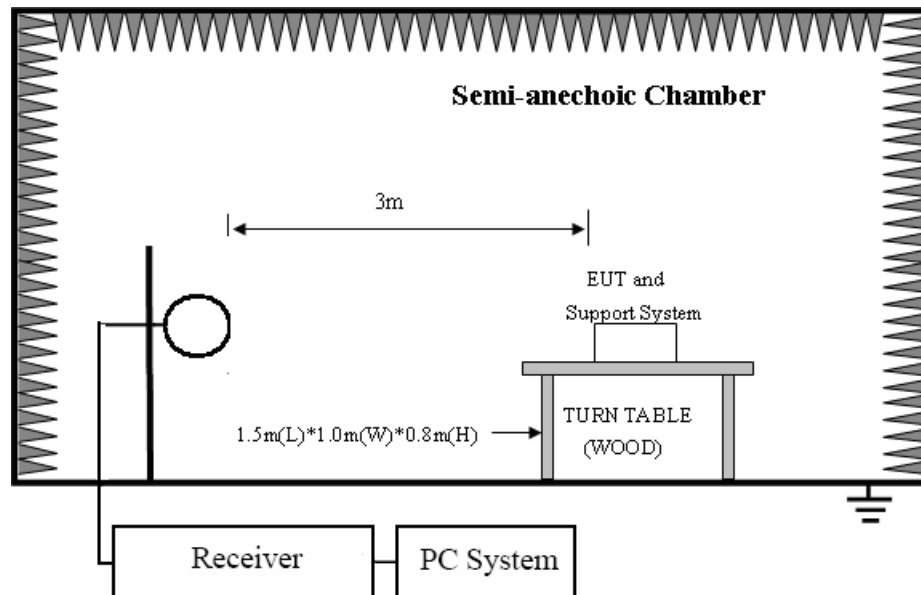 Semi-anechoic Chamber
3m
EUT and
Support System
1.5m(L)*1.0m(W)*0.8m(H)
TURN TABLE
(WOOD)
Receiver
PC System